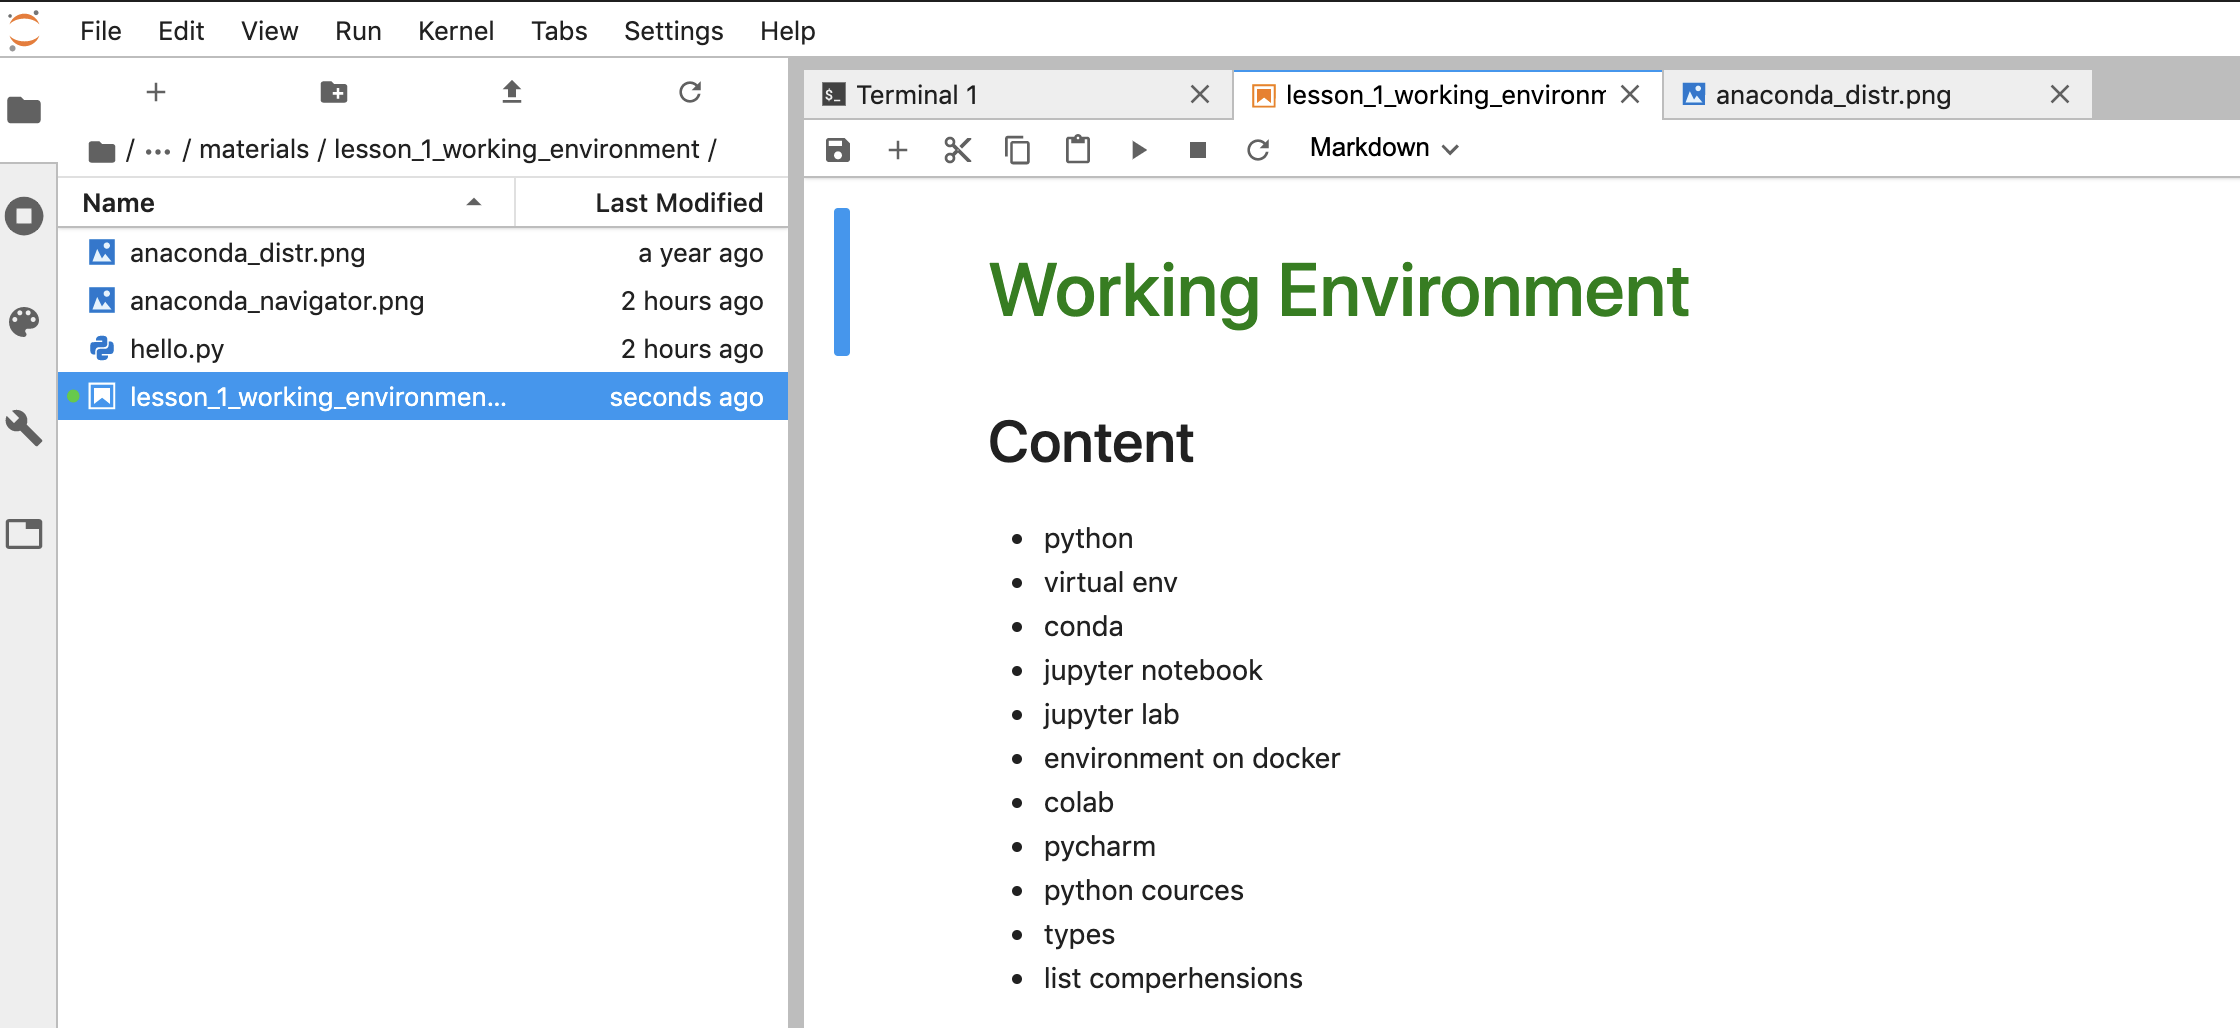 File Edit View Run Kernel Tabs Settings Help
/ ··· / materials / lesson_1_working_environment /
Name Last Modified
anaconda_distr.png a year ago
anaconda_navigator.png 2 hours ago
hello.py 2 hours ago
lesson_1_working_environmen... seconds ago
$_ Terminal 1 lesson_1_working_environm anaconda_distr.png
Markdown
Working Environment
Content
• python
• virtual env
• conda
• jupyter notebook
• jupyter lab
• environment on docker
• colab
• pycharm
• python cources
• types
• list comperhensions